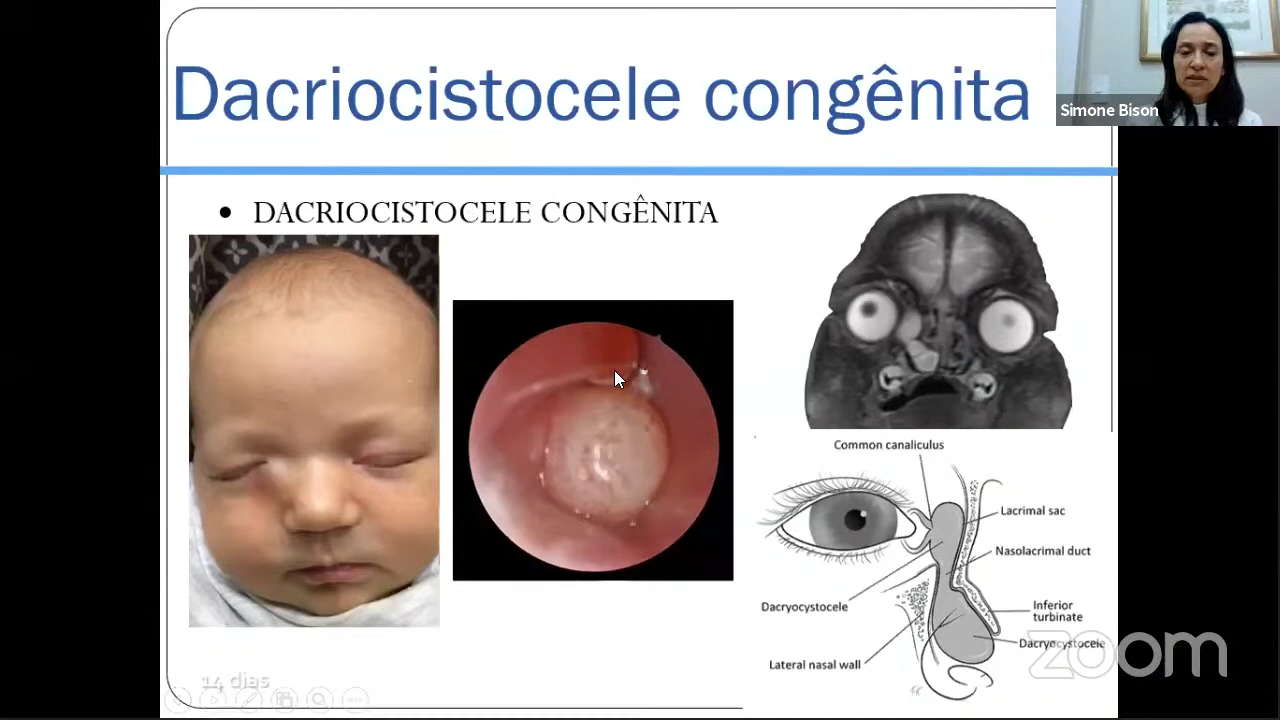 Dacriocistocele congênita
Simone Bison
• DACRIOCISTOCELE CONGÊNITA
Common canaliculus
Lacrimal sac
Nasolacrimal duct
Dacryocystocele
Inferior
turbinate
Dacryocystocele
Lateral nasal wall
zoom
14 dias